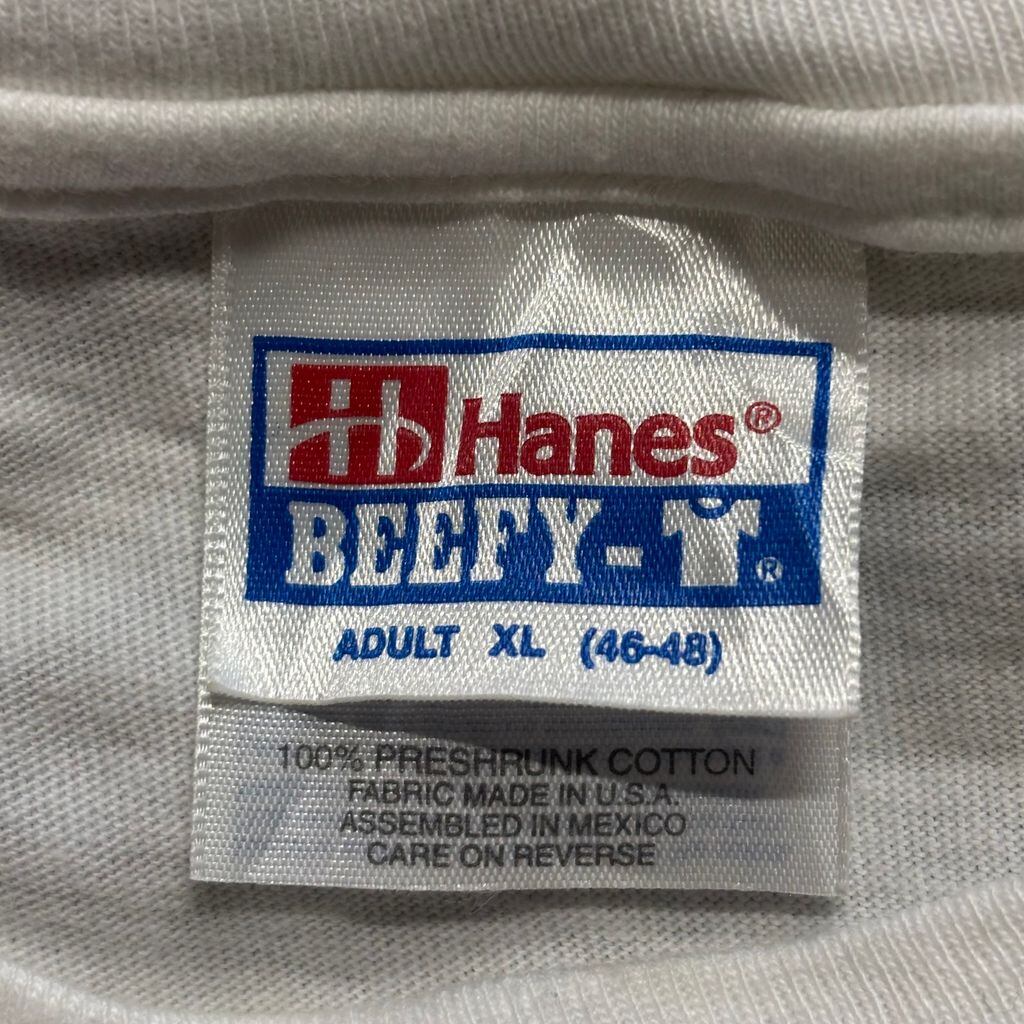 H Hanes®
BEEFY-T®
ADULT XL (46-48)
100% PRESHRUNK COTTON
FABRIC MADE IN U.S.A.
ASSEMBLED IN MEXICO
CARE ON REVERSE